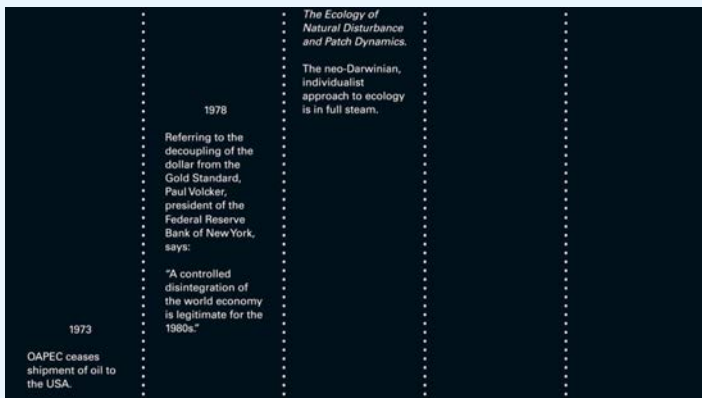 1973
OAPEC ceases
shipment of oil to
the USA.
1978
Referring to the
decoupling of the
dollar from the
Gold Standard,
Paul Volcker,
president of the
Federal Reserve
Bank of New York,
says:
“A controlled
disintegration of
the world economy
is legitimate for the
1980s.”
The Ecology of
Natural Disturbance
and Patch Dynamics.
The neo-Darwinian,
individualist
approach to ecology
is in full steam.